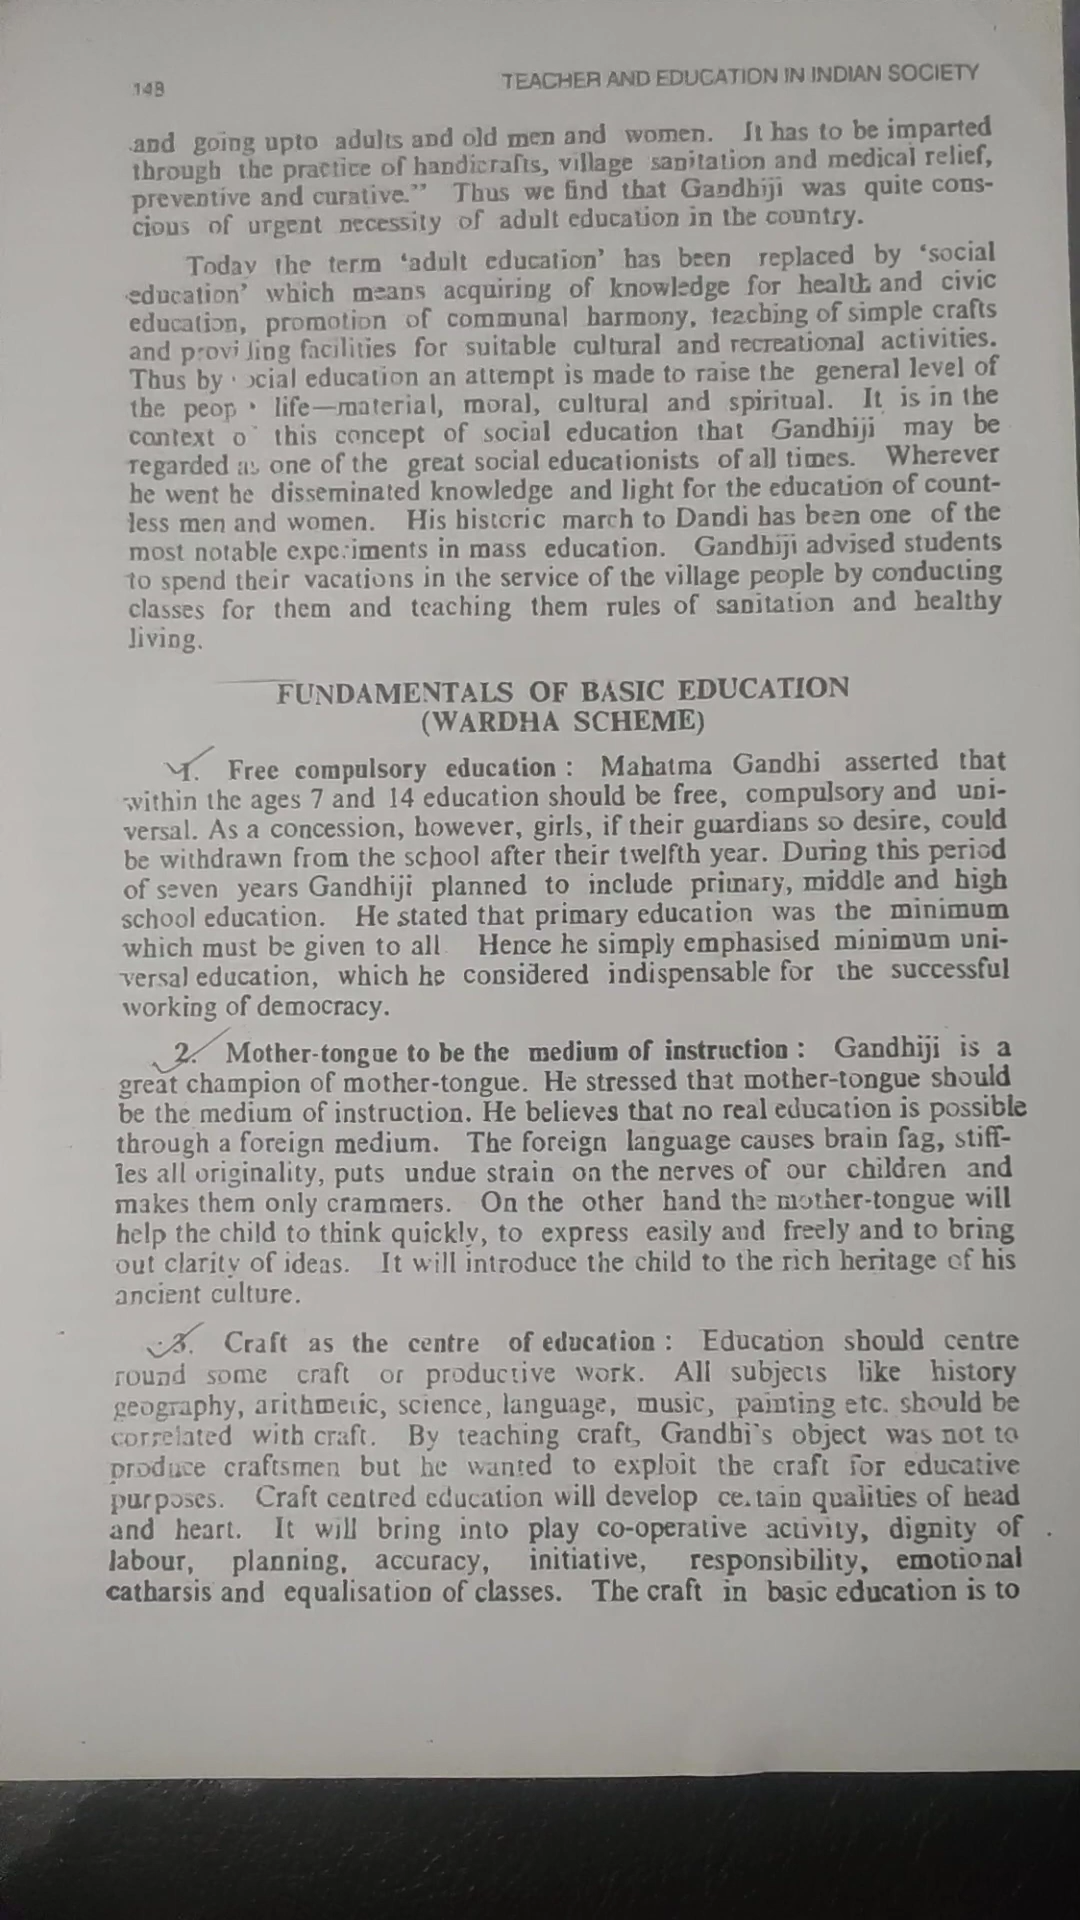 148
TEACHER AND EDUCATION IN INDIAN SOCIETY
and going upto adults and old men and women. It has to be imparted
through the practice of handicrafts, village sanitation and medical relief,
preventive and curative.” Thus we find that Gandhiji was quite cons-
cious of urgent necessity of adult education in the country.
Today the term ‘adult education’ has been replaced by ‘social
education’ which means acquiring of knowledge for health and civic
education, promotion of communal harmony, teaching of simple crafts
and providing facilities for suitable cultural and recreational activities.
Thus by social education an attempt is made to raise the general level of
the life—material, moral, cultural and spiritual. It is in the
context o this concept of social education that Gandhiji may be
regarded as one of the great social educationists of all times. Wherever
he went he disseminated knowledge and light for the education of count-
less men and women. His historic march to Dandi has been one of the
most notable experiments in mass education. Gandhiji advised students
to spend their vacations in the service of the village people by conducting
classes for them and teaching them rules of sanitation and healthy
living.
FUNDAMENTALS OF BASIC EDUCATION
(WARDHA SCHEME)
1. Free compulsory education : Mahatma Gandhi asserted that
within the ages 7 and 14 education should be free, compulsory and uni-
versal. As a concession, however, girls, if their guardians so desire, could
be withdrawn from the school after their twelfth year. During this period
of seven years Gandhiji planned to include primary, middle and high
school education. He stated that primary education was the minimum
which must be given to all Hence he simply emphasised minimum uni-
versal education, which he considered indispensable for the successful
working of democracy.
2. Mother-tongue to be the medium of instruction : Gandhiji is a
great champion of mother-tongue. He stressed that mother-tongue should
be the medium of instruction. He believes that no real education is possible
through a foreign medium. The foreign language causes brain fag, stiff-
les all originality, puts undue strain on the nerves of our children and
makes them only crammers. On the other hand the mother-tongue will
help the child to think quickly, to express easily and freely and to bring
out clarity of ideas. It will introduce the child to the rich heritage of his
ancient culture.
3. Craft as the centre of education : Education should centre
round some craft or productive work. All subjects like history
geography, arithmetic, science, language, music, painting etc. should be
correlated with craft. By teaching craft, Gandhi's object was not to
produce craftsmen but he wanted to exploit the craft for educative
purposes. Craft centred education will develop certain qualities of head
and heart. It will bring into play co-operative activity, dignity of
labour, planning, accuracy, initiative, responsibility, emotional
catharsis and equalisation of classes. The craft in basic education is to